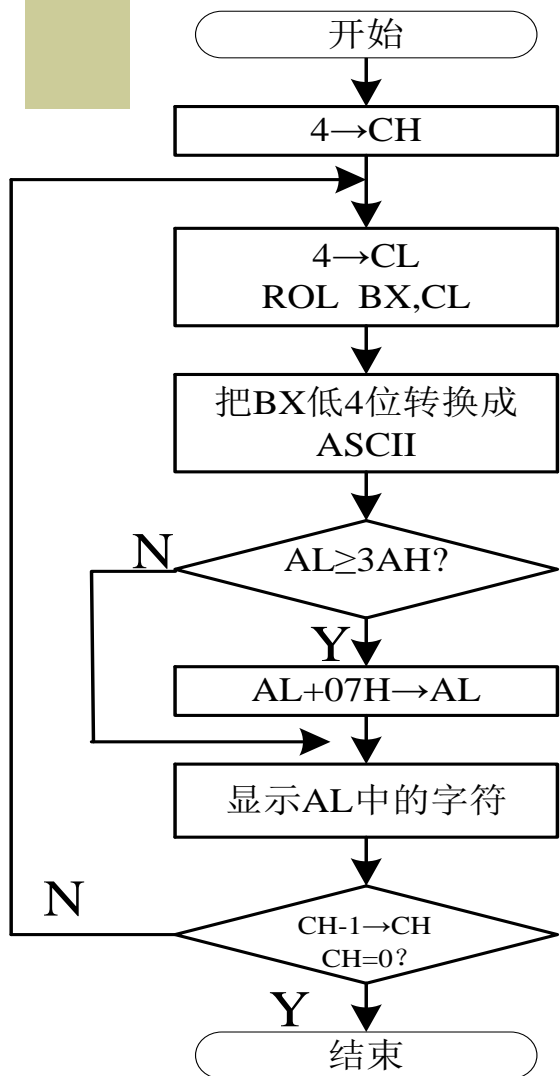 开始
4→CH
4→CL
ROL BX,CL
把BX低4位转换成
ASCII
N
AL≥3AH?
Y
AL+07H→AL
显示AL中的字符
N
CH-1→CH
CH=0?
Y
结束